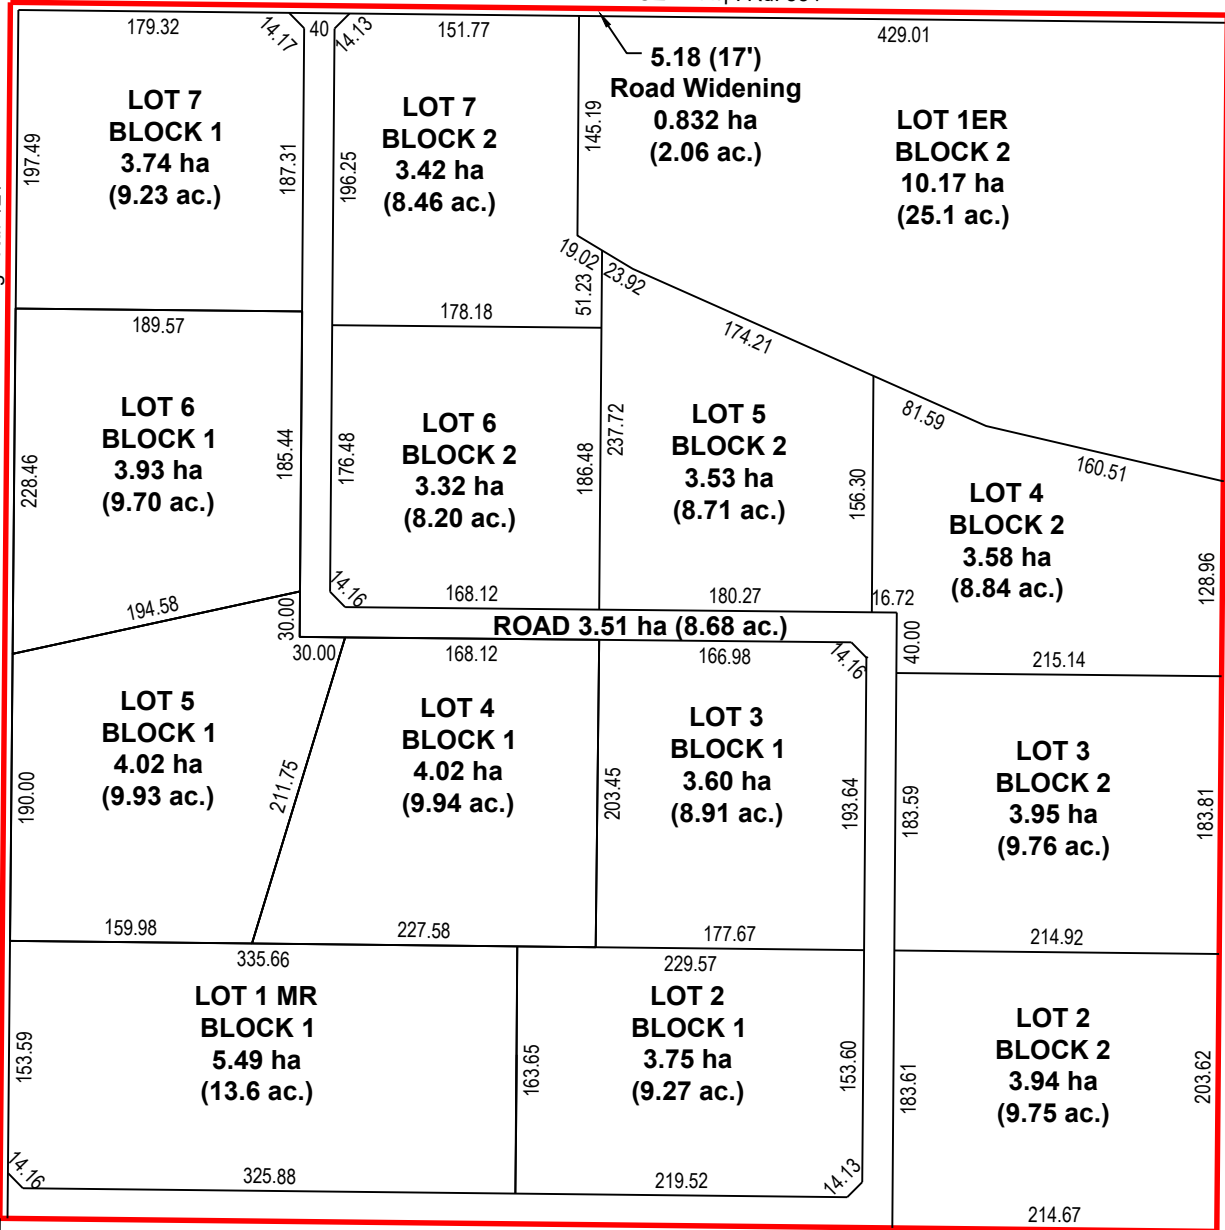 179.32
14.17
40
14.13
151.77
429.01
5.18 (17')
Road Widening
0.832 ha
(2.06 ac.)
LOT 7
BLOCK 1
3.74 ha
(9.23 ac.)
197.49
187.31
LOT 7
BLOCK 2
3.42 ha
(8.46 ac.)
196.25
145.19
LOT 1ER
BLOCK 2
10.17 ha
(25.1 ac.)
19.02
23.92
51.23
174.21
189.57
178.18
LOT 6
BLOCK 1
3.93 ha
(9.70 ac.)
228.46
185.44
LOT 6
BLOCK 2
3.32 ha
(8.20 ac.)
176.48
186.48
237.72
LOT 5
BLOCK 2
3.53 ha
(8.71 ac.)
156.30
81.59
160.51
LOT 4
BLOCK 2
3.58 ha
(8.84 ac.)
128.96
194.58
30.00
14.16
168.12
180.27
16.72
ROAD 3.51 ha (8.68 ac.)
40.00
30.00
168.12
166.98
14.16
215.14
LOT 5
BLOCK 1
4.02 ha
(9.93 ac.)
190.00
211.75
LOT 4
BLOCK 1
4.02 ha
(9.94 ac.)
203.45
LOT 3
BLOCK 1
3.60 ha
(8.91 ac.)
193.64
183.59
LOT 3
BLOCK 2
3.95 ha
(9.76 ac.)
183.81
159.98
227.58
177.67
214.92
335.66
229.57
LOT 1 MR
BLOCK 1
5.49 ha
(13.6 ac.)
153.59
163.65
LOT 2
BLOCK 1
3.75 ha
(9.27 ac.)
153.60
183.61
LOT 2
BLOCK 2
3.94 ha
(9.75 ac.)
203.62
14.16
325.88
219.52
14.13
214.67